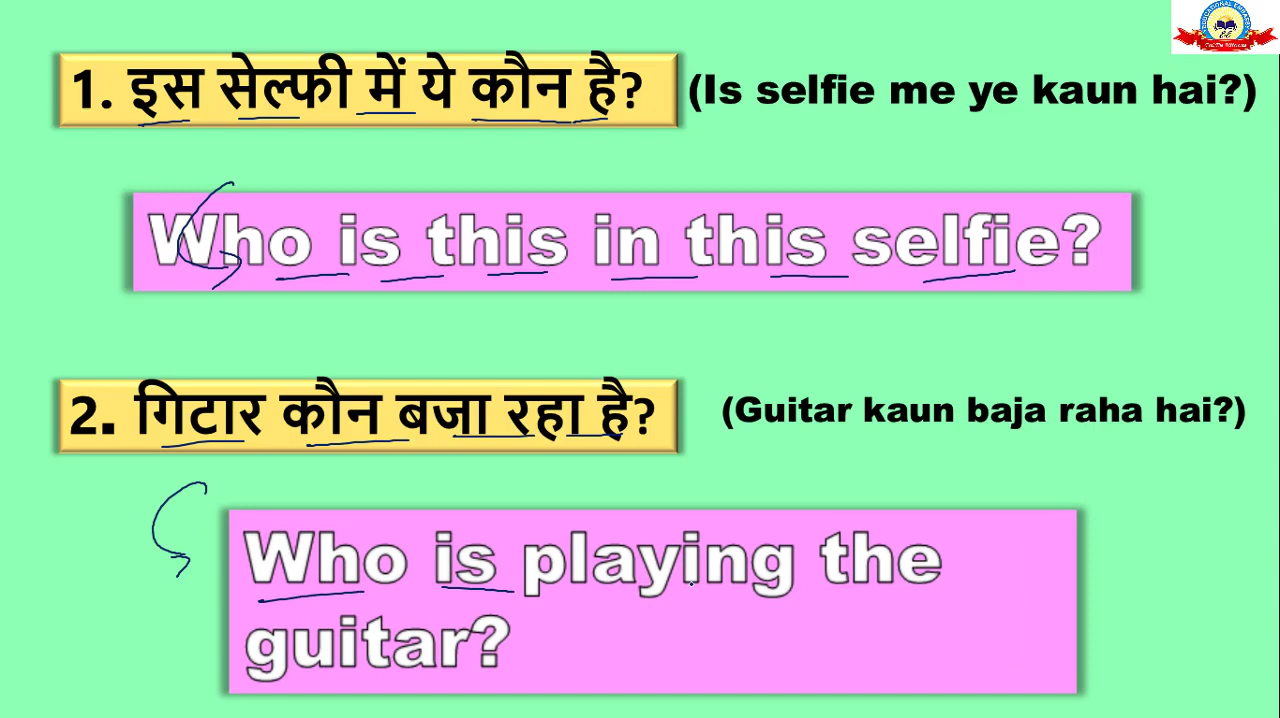 1. इस सेल्फी में ये कौन है? (Is selfie me ye kaun hai?)
Who is this in this selfie?
2. गिटार कौन बजा रहा है? (Guitar kaun baja raha hai?)
Who is playing the
guitar?